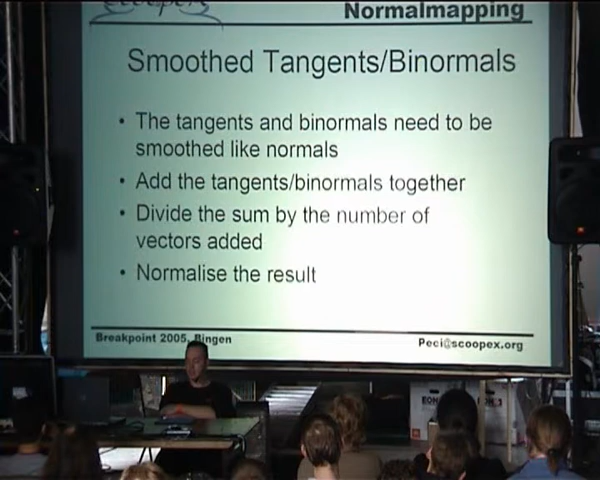 scoopex
Normalmapping
Smoothed Tangents/Binormals
• The tangents and binormals need to be
smoothed like normals
• Add the tangents/binormals together
• Divide the sum by the number of
vectors added
• Normalise the result
Breakpoint 2005, Bingen
Peci@scoopex.org